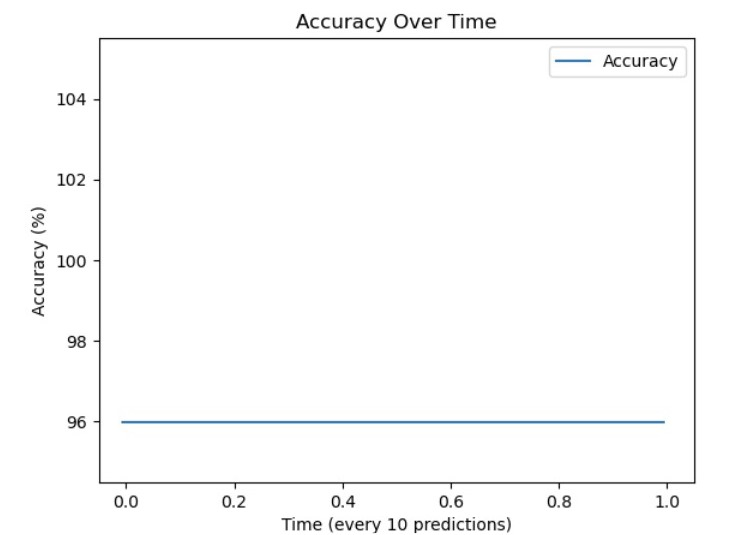 Accuracy Over Time
Accuracy
104
102
100
98
96
Accuracy (%)
0.0 0.2 0.4 0.6 0.8 1.0
Time (every 10 predictions)